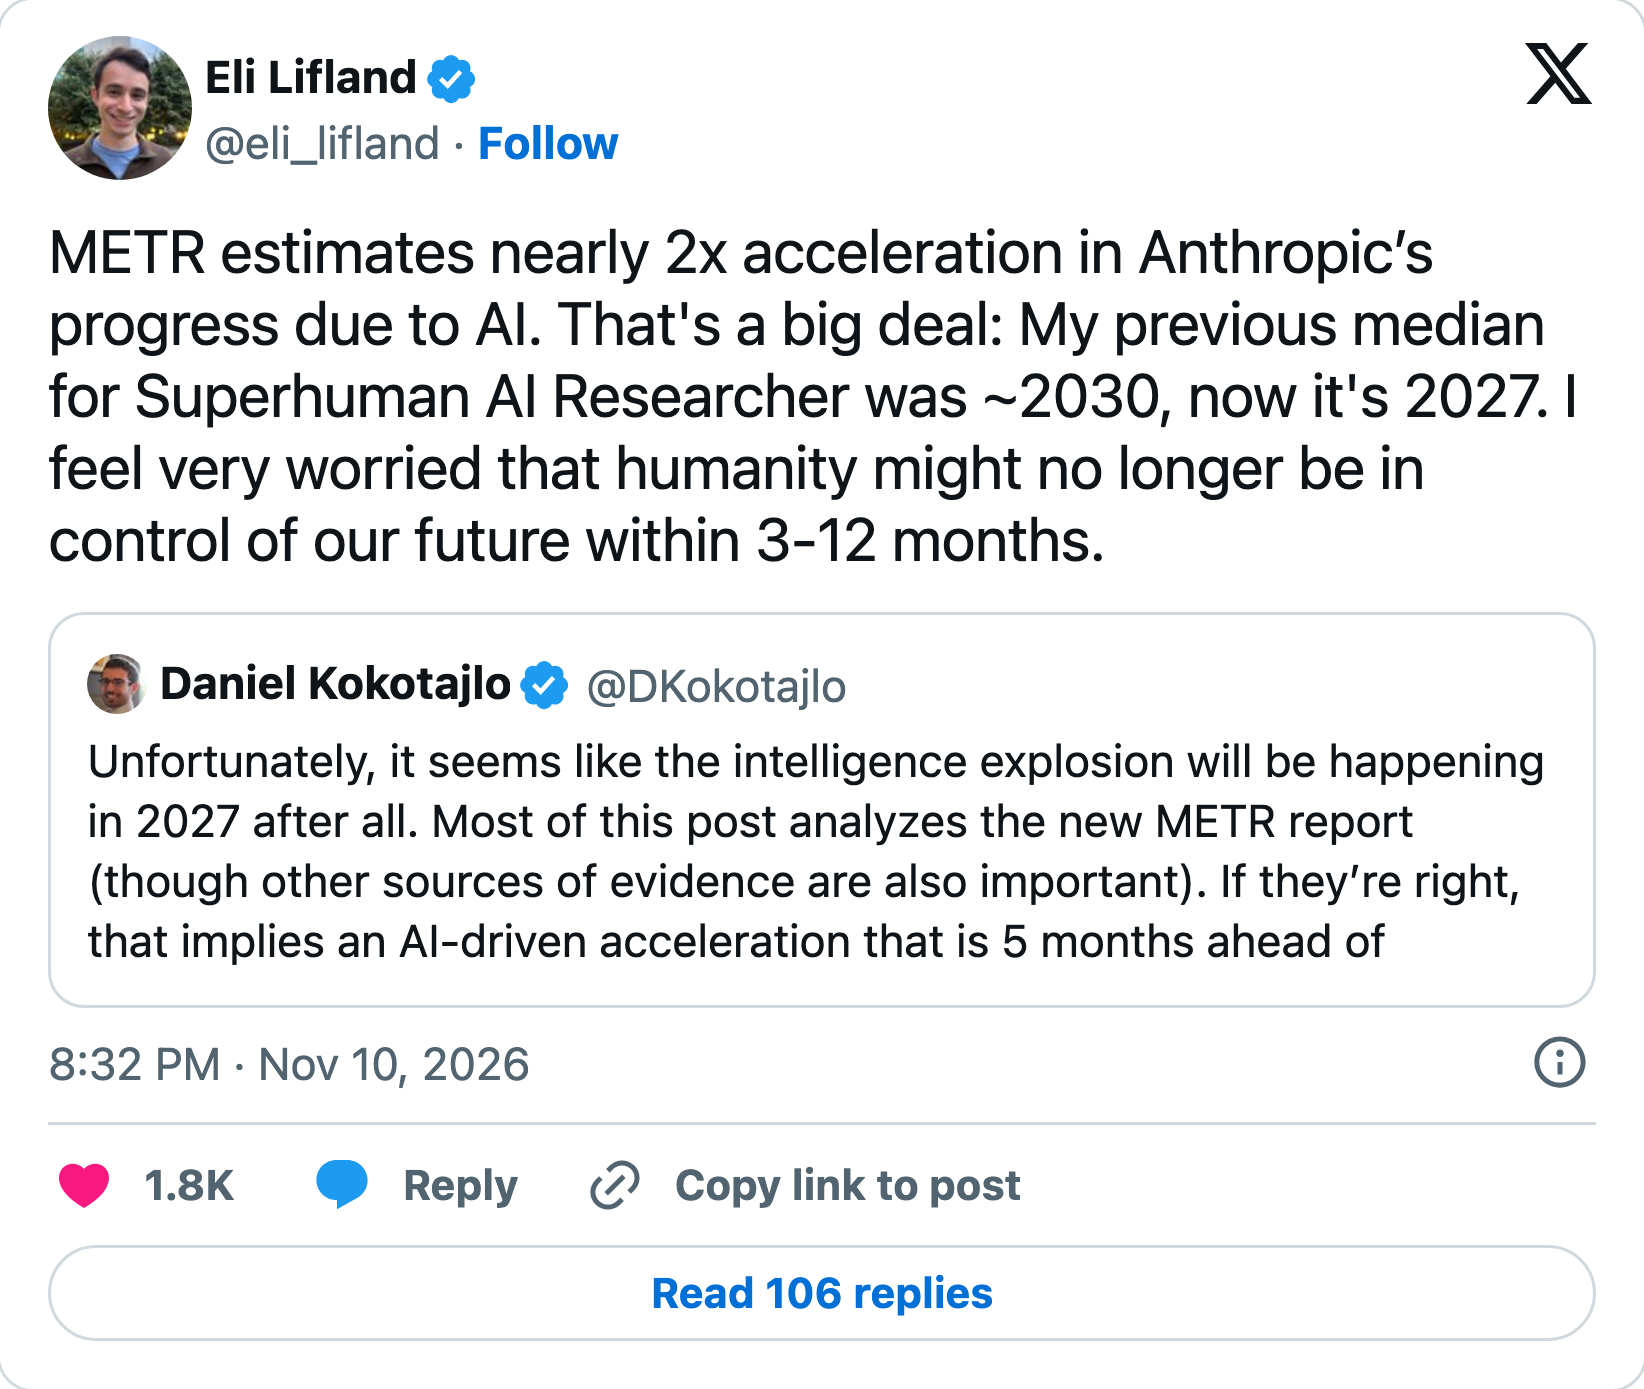 Eli Lifland
@eli_lifland · Follow
METR estimates nearly 2x acceleration in Anthropic’s
progress due to AI. That's a big deal: My previous median
for Superhuman AI Researcher was ~2030, now it's 2027. I
feel very worried that humanity might no longer be in
control of our future within 3-12 months.
Daniel Kokotajlo @DKokotajlo
Unfortunately, it seems like the intelligence explosion will be happening
in 2027 after all. Most of this post analyzes the new METR report
(though other sources of evidence are also important). If they’re right,
that implies an AI-driven acceleration that is 5 months ahead of
8:32 PM · Nov 10, 2026
1.8K Reply Copy link to post
Read 106 replies